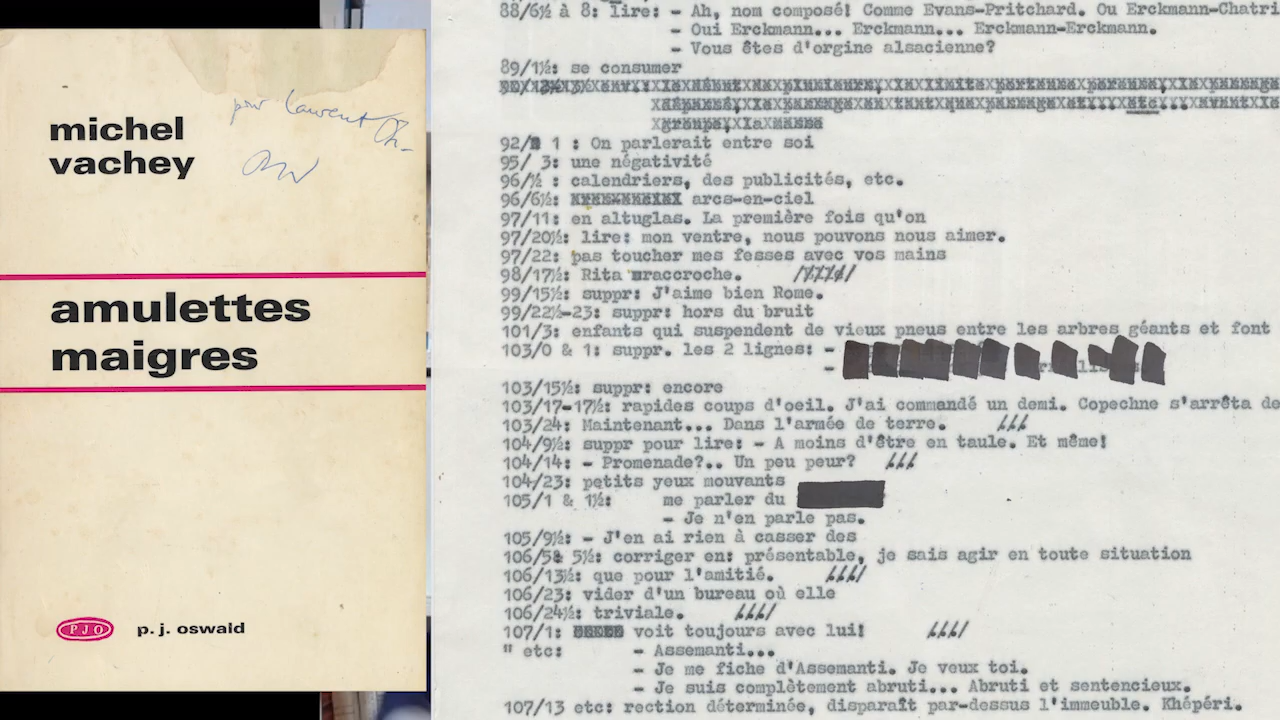 michel
vachey
pour Laurent
amulettes
maigres
PJO
p. j. oswald
88/6½ à 8: lire: - Ah, nom composé! Comme Evans-Pritchard. Ou Erckmann-Chatri
- Oui Erckmann... Erckmann... Erckmann-Erckmann.
- Vous êtes d'orgine alsacienne?
89/1½: se consumer
etc...
92/ 1 : On parlerait entre soi
95/ 3: une négativité
96/½ : calendriers, des publicités, etc.
96/6½: arcs-en-ciel
97/11: en altuglas. La première fois qu'on
97/20½: lire: mon ventre, nous pouvons nous aimer.
97/22: pas toucher mes fesses avec vos mains
98/17½: Rita raccroche.
99/15½: suppr: J'aime bien Rome.
99/22½-23: suppr: hors du bruit
101/3: enfants qui suspendent de vieux pneus entre les arbres géants et font
103/0 & 1: suppr. les 2 lignes: -
-
103/15½: suppr: encore
103/17-17½: rapides coups d'oeil. J'ai commandé un demi. Copechne s'arrêta de
103/24: Maintenant... Dans l'armée de terre.
104/9½: suppr pour lire: - A moins d'être en taule. Et même!
104/14: - Promenade?.. Un peu peur?
104/23: petits yeux mouvants
105/1 & 1½: me parler du
- Je n'en parle pas.
105/9½: - J'en ai rien à casser des
106/5& 5½: corriger en: présentable, je sais agir en toute situation
106/13½: que pour l'amitié.
106/23: vider d'un bureau où elle
106/24½: triviale.
107/1: voit toujours avec lui!
" etc: - Assemanti...
- Je me fiche d'Assemanti. Je veux toi.
- Je suis complètement abruti... Abruti et sentencieux.
107/13 etc: rection déterminée, disparaît par-dessus l'immeuble. Khépéri.